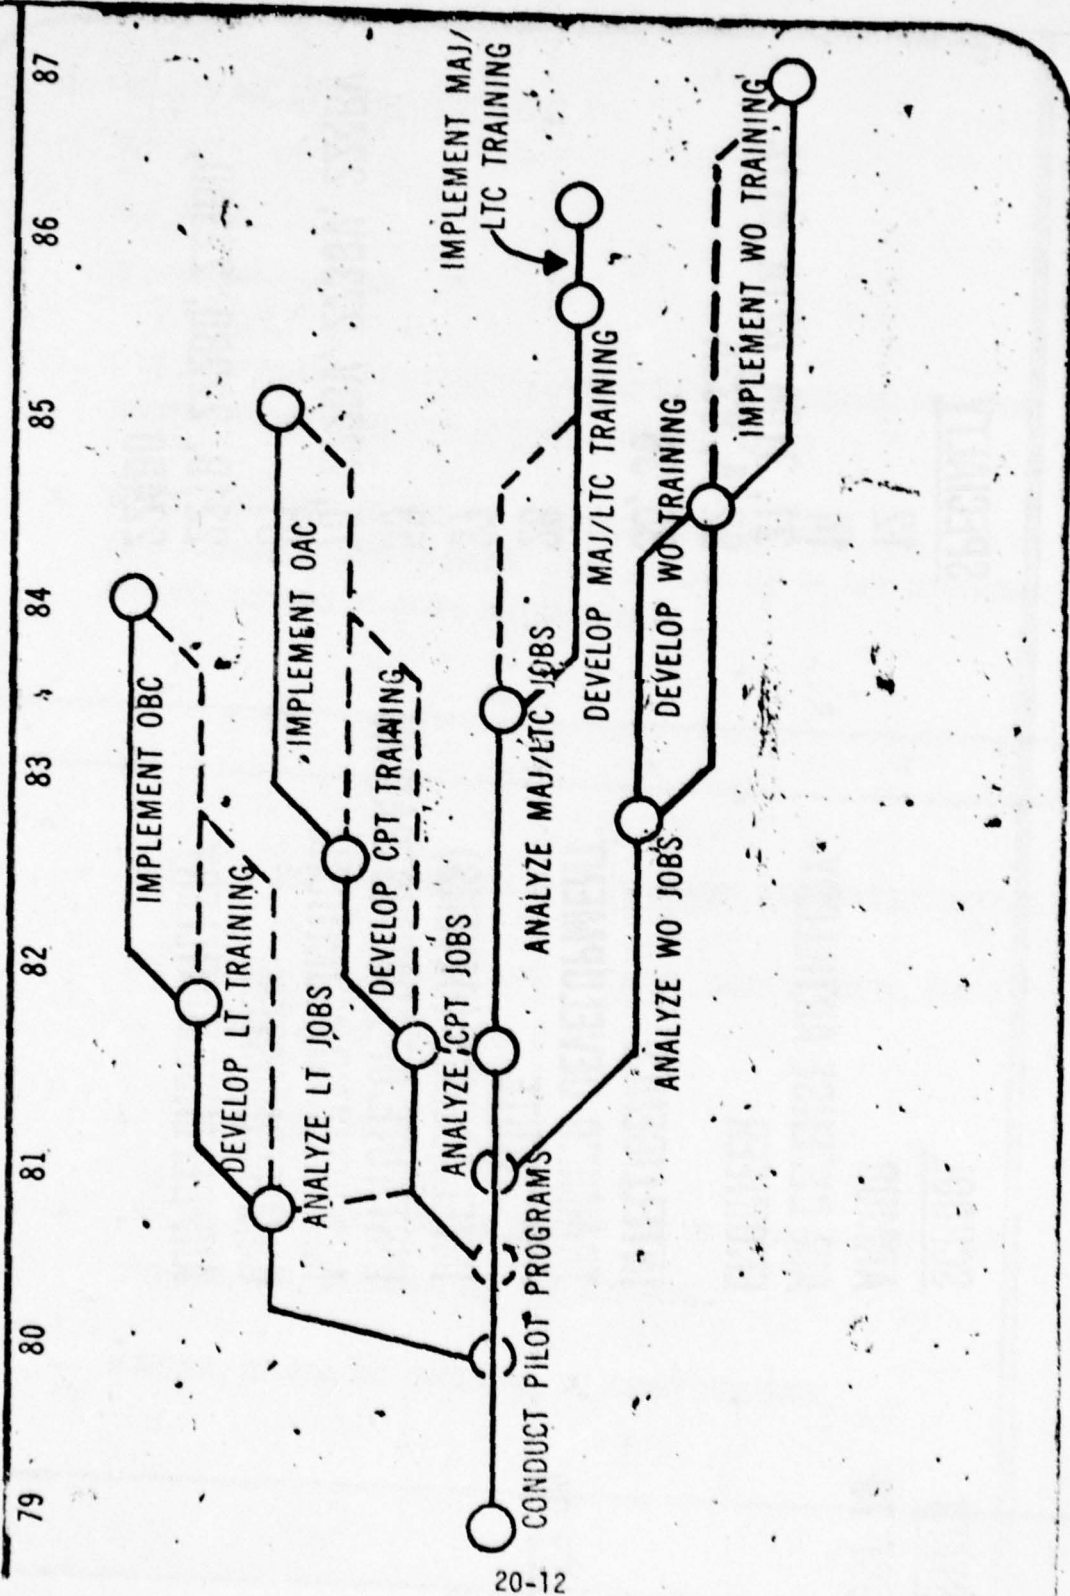 79 80 81 82 83 84 85 86 87
IMPLEMENT OBC
DEVELOP LT TRAINING
ANALYZE LT JOBS
IMPLEMENT OAC
DEVELOP CPT TRAINING
ANALYZE CPT JOBS
IMPLEMENT MAJ/
LTC TRAINING
CONDUCT PILOT PROGRAMS
ANALYZE MAJ/LTC JOBS
DEVELOP MAJ/LTC TRAINING
ANALYZE WO JOBS
DEVELOP WO TRAINING
IMPLEMENT WO TRAINING
20-12